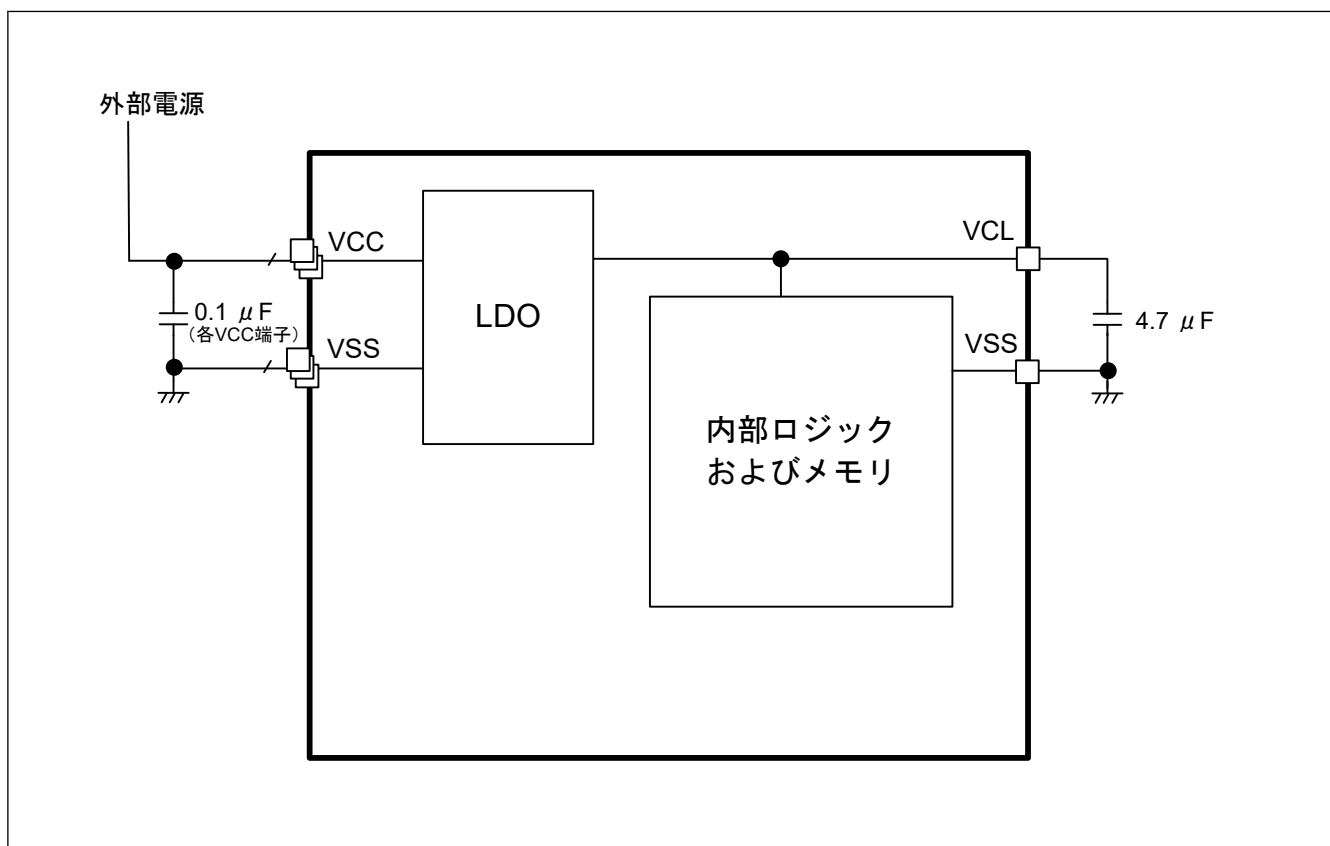 外部電源
VCC
VCL
LDO
0.1 μF
(各VCC端子)
4.7 μF
VSS
VSS
内部ロジック
およびメモリ